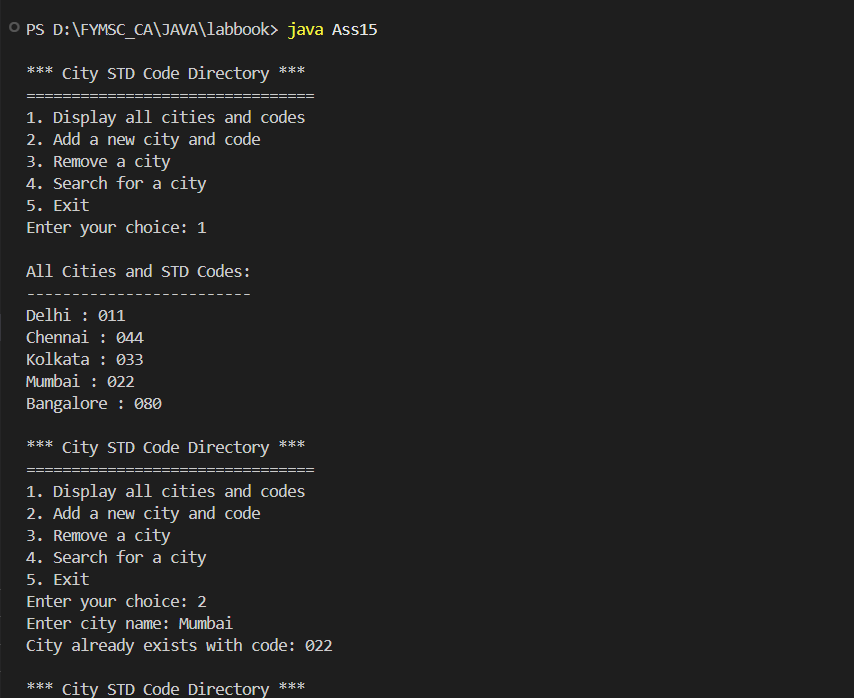 PS D:\FYMSC_CA\JAVA\labbook> java Ass15
*** City STD Code Directory ***
================================
1. Display all cities and codes
2. Add a new city and code
3. Remove a city
4. Search for a city
5. Exit
Enter your choice: 1
All Cities and STD Codes:
-------------------------
Delhi : 011
Chennai : 044
Kolkata : 033
Mumbai : 022
Bangalore : 080
*** City STD Code Directory ***
================================
1. Display all cities and codes
2. Add a new city and code
3. Remove a city
4. Search for a city
5. Exit
Enter your choice: 2
Enter city name: Mumbai
City already exists with code: 022
*** City STD Code Directory ***